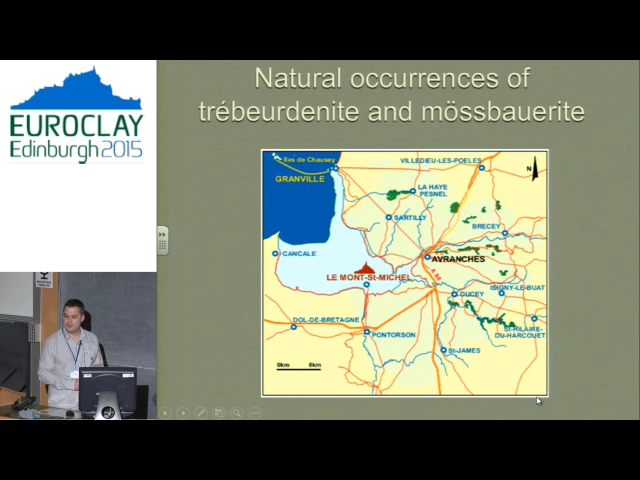 EUROCLAY
Edinburgh 2015
Natural occurrences of
trébeurdenite and mössbauerite
Iles de Chausey
GRANVILLE
VILLEDIEU-LES-POELES
N
LA HAYE
PESNEL
SARTILLY
BRECEY
CANCALE
AVRANCHES
LE MONT-St-MICHEL
ISIGNY-LE-BUAT
DUCEY
DOL-DE-BRETAGNE
PONTORSON
St-HILAIRE-
DU-HARCOUET
St-JAMES
0km
8km